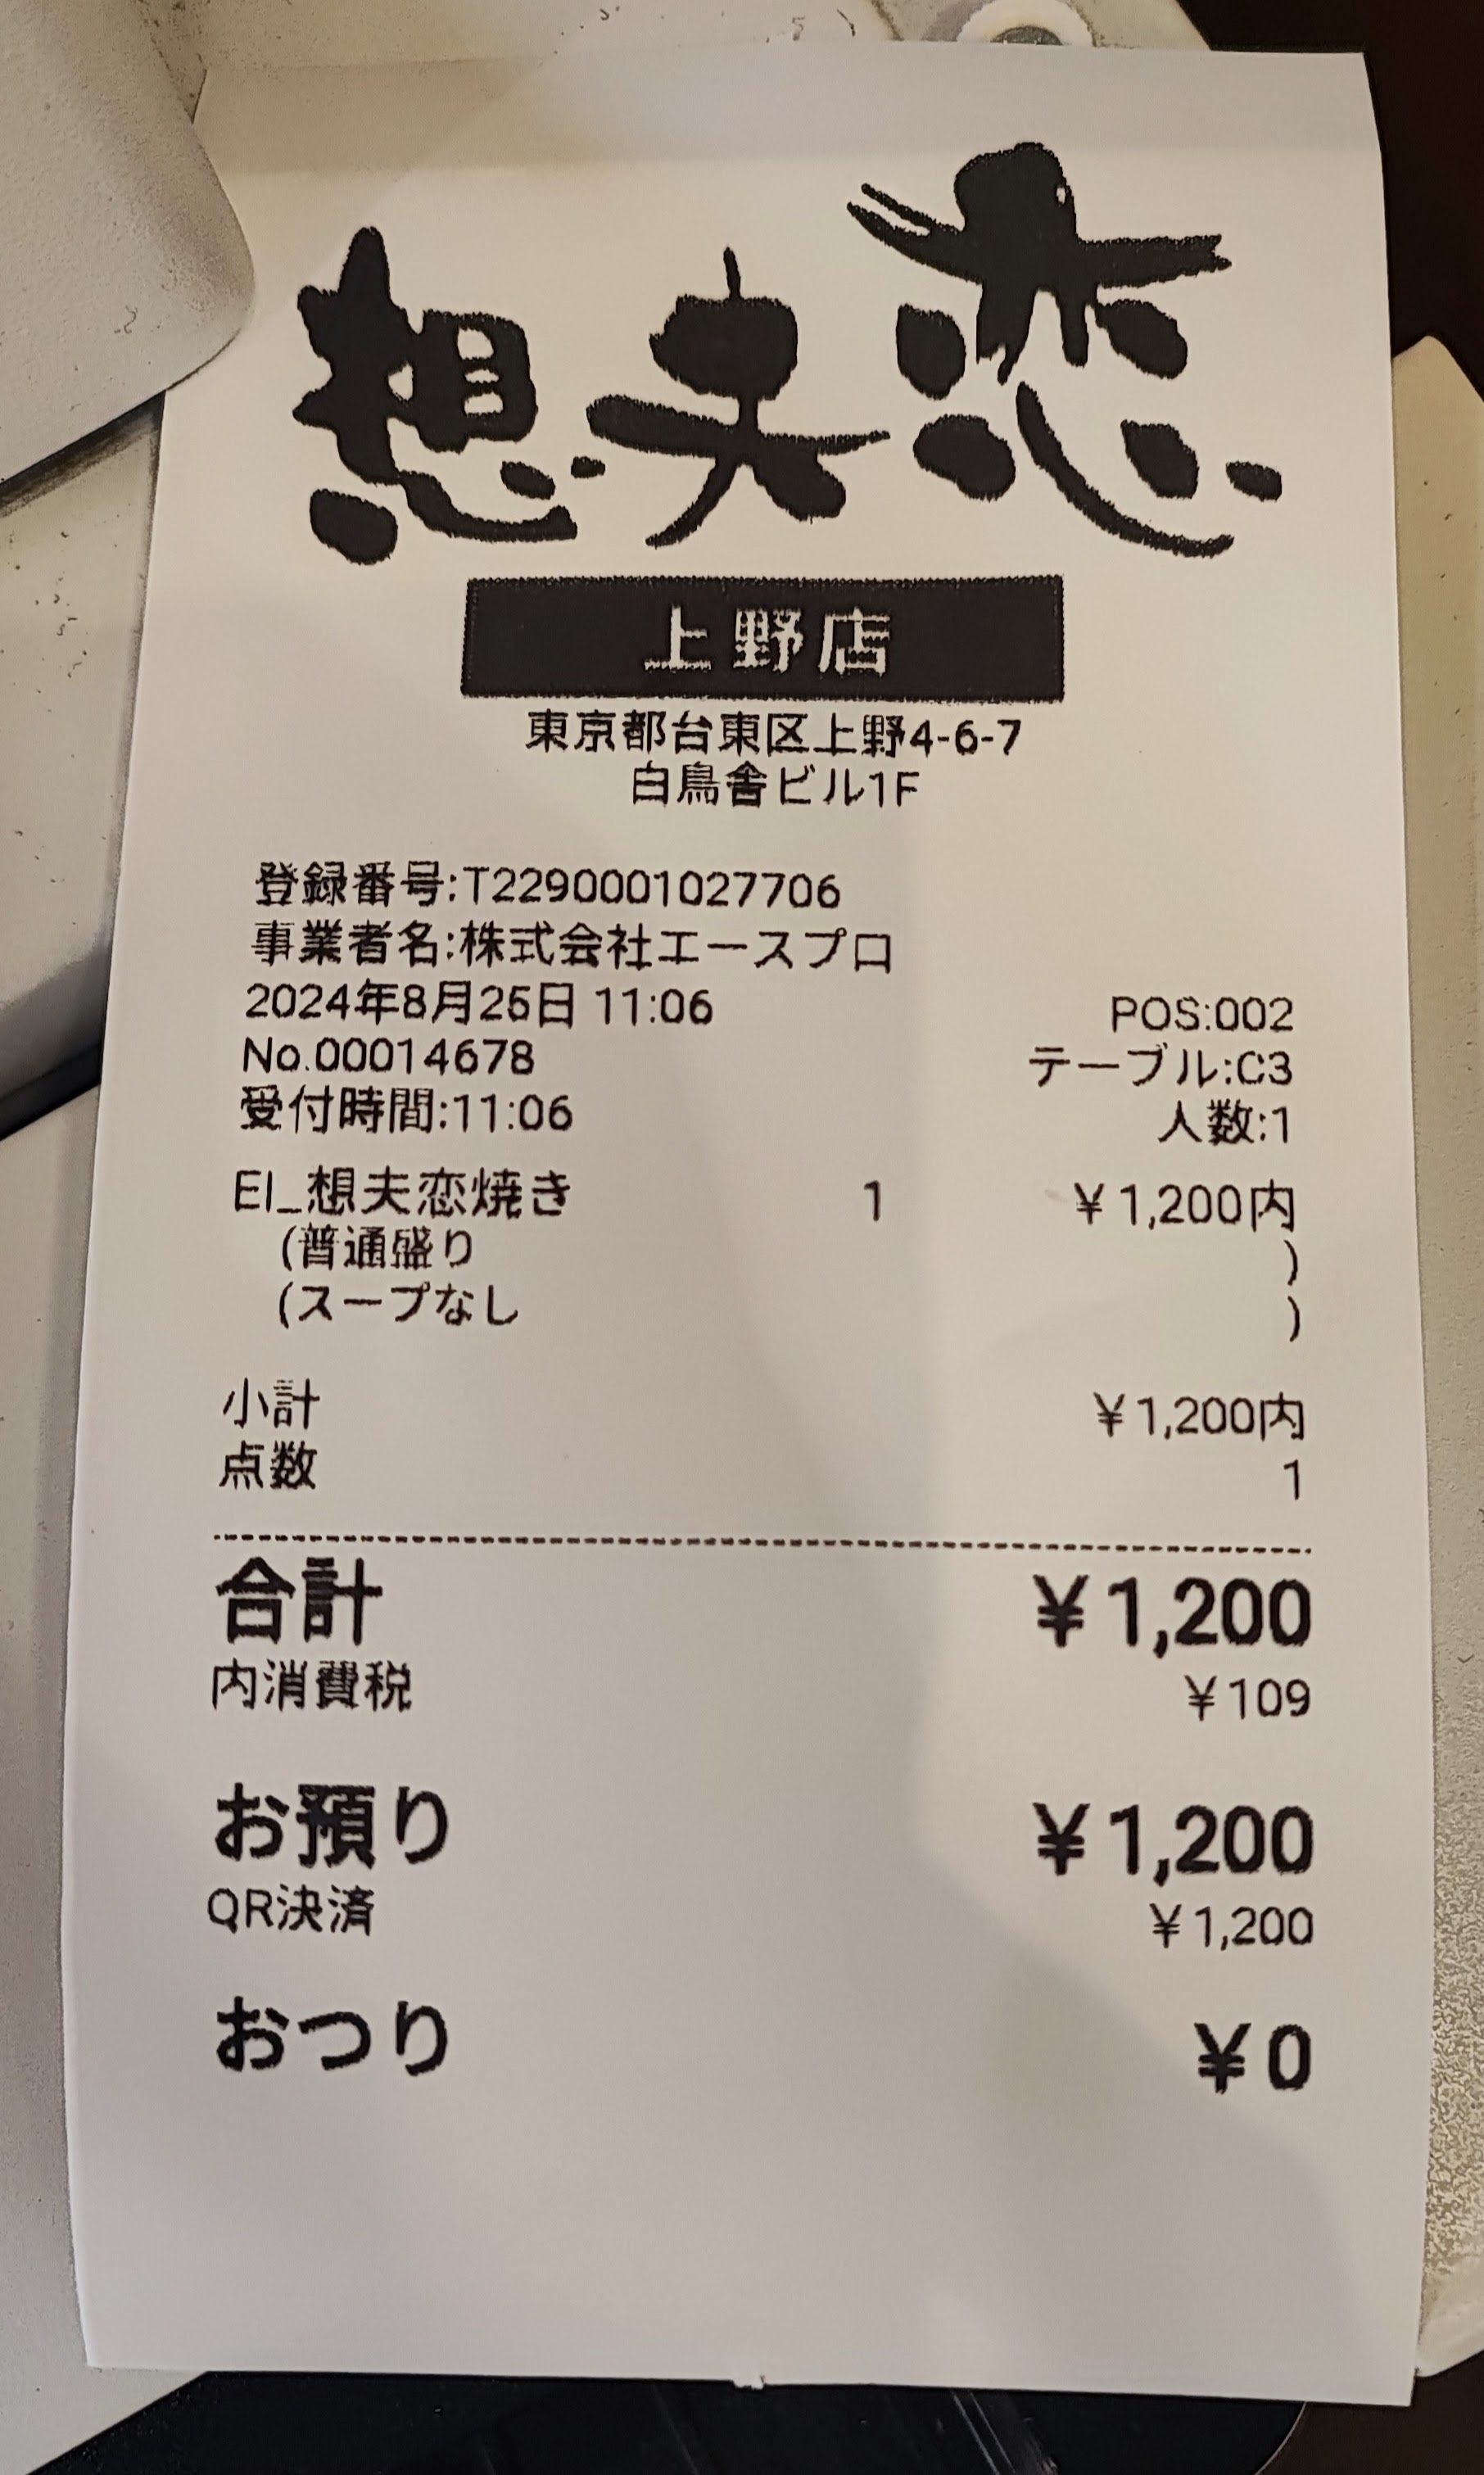 想夫恋
上野店
東京都台東区上野4-6-7
白鳥舎ビル1F
登録番号:T2290001027706
事業者名:株式会社エースプロ
2024年8月25日 11:06 POS:002
No.00014678 テーブル:C3
受付時間:11:06 人数:1
EI_想夫恋焼き 1 ¥1,200内
(普通盛り )
(スープなし )
小計 ¥1,200内
点数 1
合計 ¥1,200
内消費税 ¥109
お預り ¥1,200
QR決済 ¥1,200
おつり ¥0